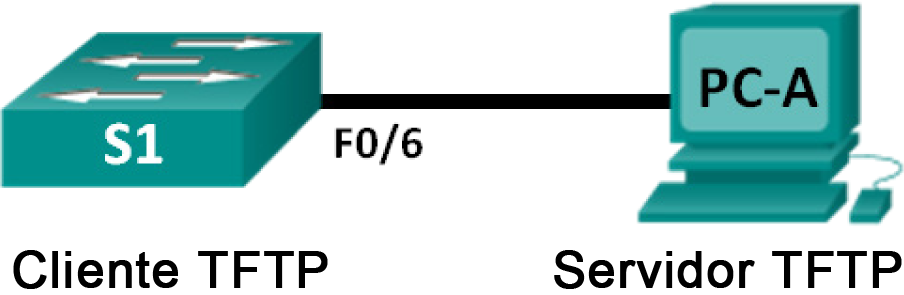 PC-A
S1
F0/6
Cliente TFTP
Servidor TFTP